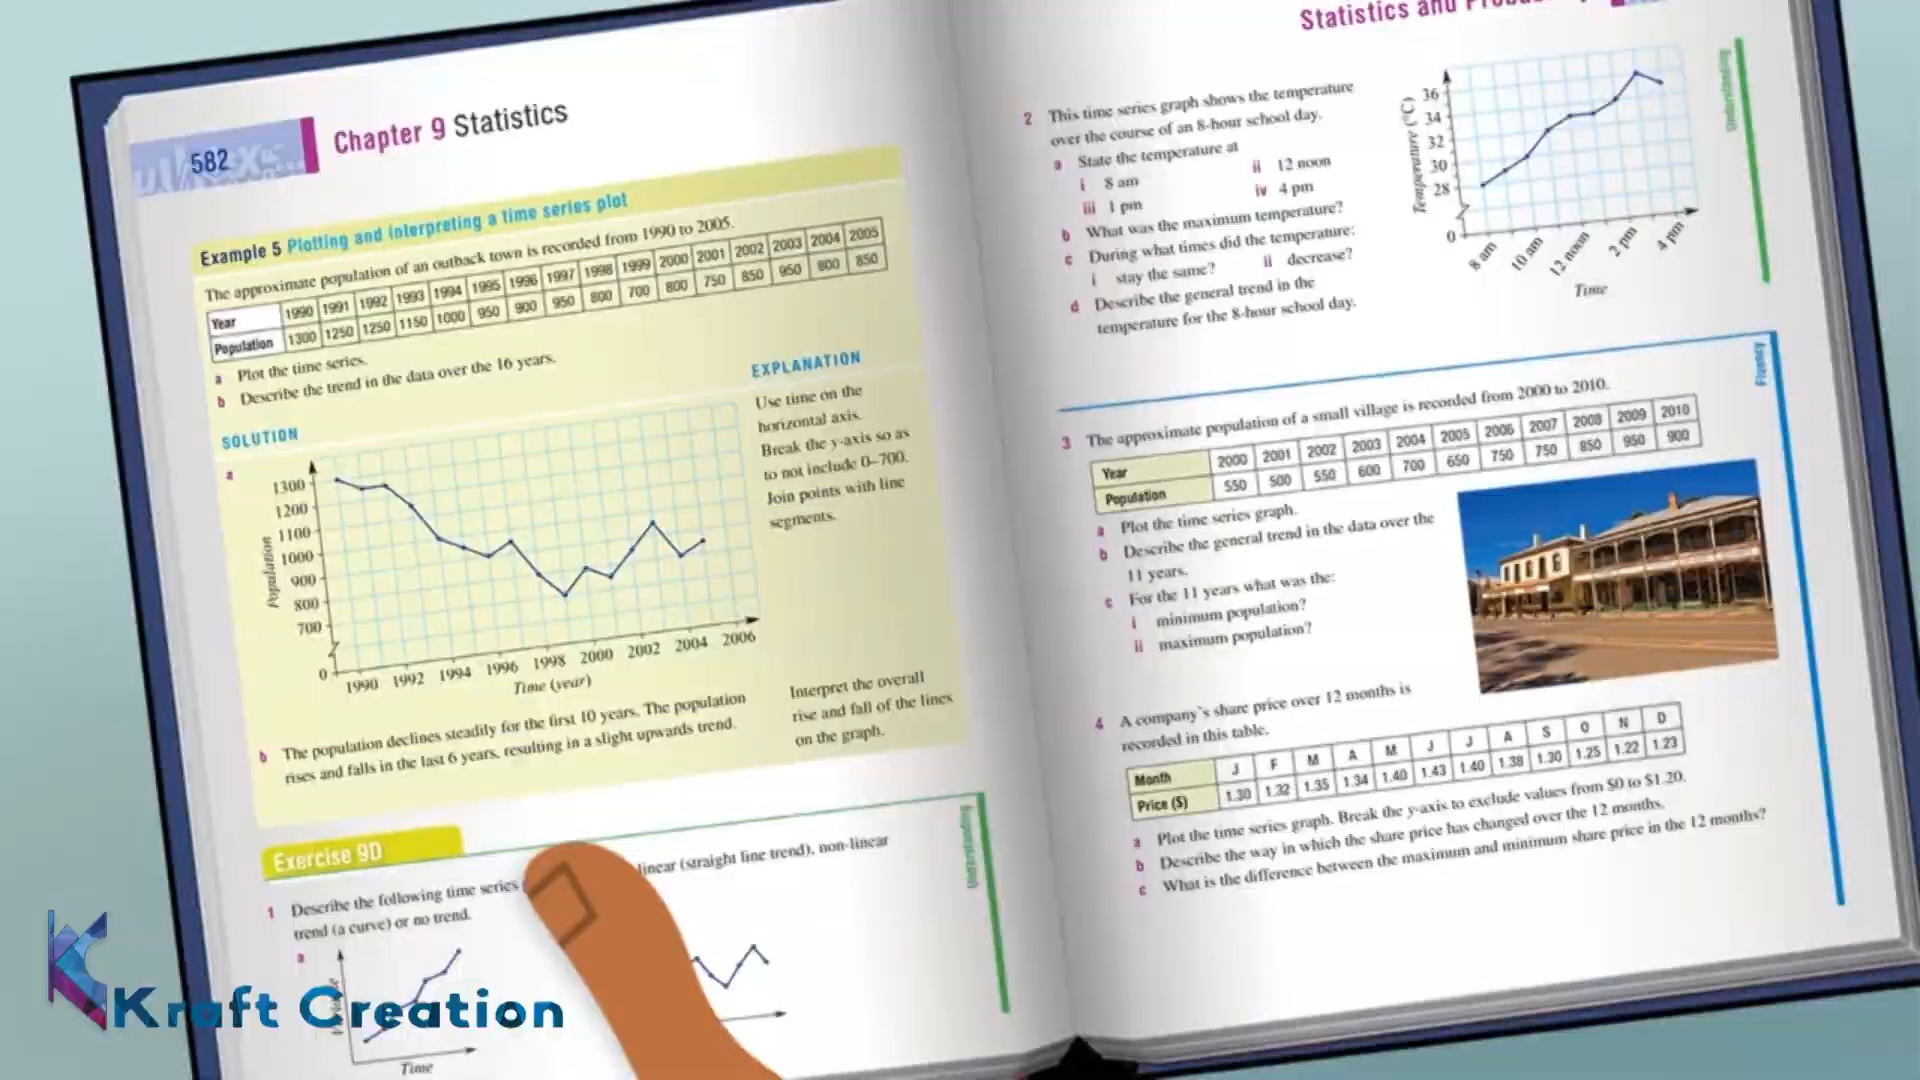 582
Chapter 9 Statistics
Example 5 Plotting and interpreting a time series plot
The approximate population of an outback town is recorded from 1990 to 2005.
Year 1990 1991 1992 1993 1994 1995 1996 1997 1998 1999 2000 2001 2002 2003 2004 2005
Population 1300 1250 1250 1150 1000 950 900 950 800 700 800 750 850 950 800 850
a Plot the time series.
b Describe the trend in the data over the 16 years.
SOLUTION
EXPLANATION
a
Population
1300
1200
1100
1000
900
800
700
0
1990 1992 1994 1996 1998 2000 2002 2004 2006
Time (year)
Use time on the
horizontal axis.
Break the y-axis so as
to not include 0–700.
Join points with line
segments.
b The population declines steadily for the first 10 years. The population
rises and falls in the last 6 years, resulting in a slight upwards trend.
Interpret the overall
rise and fall of the lines
on the graph.
Exercise 9D
1 Describe the following time series linear (straight line trend), non-linear
trend (a curve) or no trend.
a
Time
Understanding
Kraft Creation
Statistics and
2 This time series graph shows the temperature
over the course of an 8-hour school day.
a State the temperature at
i 8 am ii 12 noon
iii 1 pm iv 4 pm
b What was the maximum temperature?
c During what times did the temperature:
i stay the same? ii decrease?
d Describe the general trend in the
temperature for the 8-hour school day.
Temperature (°C)
36
34
32
30
28
0
8 am 10 am 12 noon 2 pm 4 pm
Time
Understanding
Fluency
3 The approximate population of a small village is recorded from 2000 to 2010.
Year 2000 2001 2002 2003 2004 2005 2006 2007 2008 2009 2010
Population 550 500 550 600 700 650 750 750 850 950 900
a Plot the time series graph.
b Describe the general trend in the data over the
11 years.
c For the 11 years what was the:
i minimum population?
ii maximum population?
4 A company's share price over 12 months is
recorded in this table.
Month J F M A M J J A S O N D
Price ($) 1.30 1.32 1.35 1.34 1.40 1.43 1.40 1.38 1.30 1.25 1.22 1.23
a Plot the time series graph. Break the y-axis to exclude values from $0 to $1.20.
b Describe the way in which the share price has changed over the 12 months.
c What is the difference between the maximum and minimum share price in the 12 months?